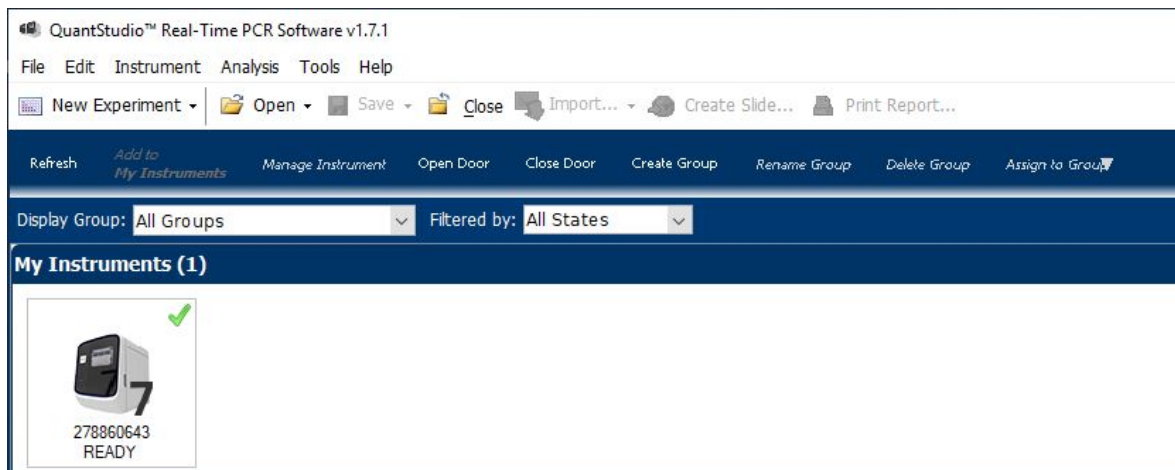 QuantStudio™ Real-Time PCR Software v1.7.1
File Edit Instrument Analysis Tools Help
New Experiment Open Save Close Import... Create Slide... Print Report...
Refresh Add to My Instruments Manage Instrument Open Door Close Door Create Group Rename Group Delete Group Assign to Group
Display Group: All Groups Filtered by: All States
My Instruments (1)
7
278860643
READY